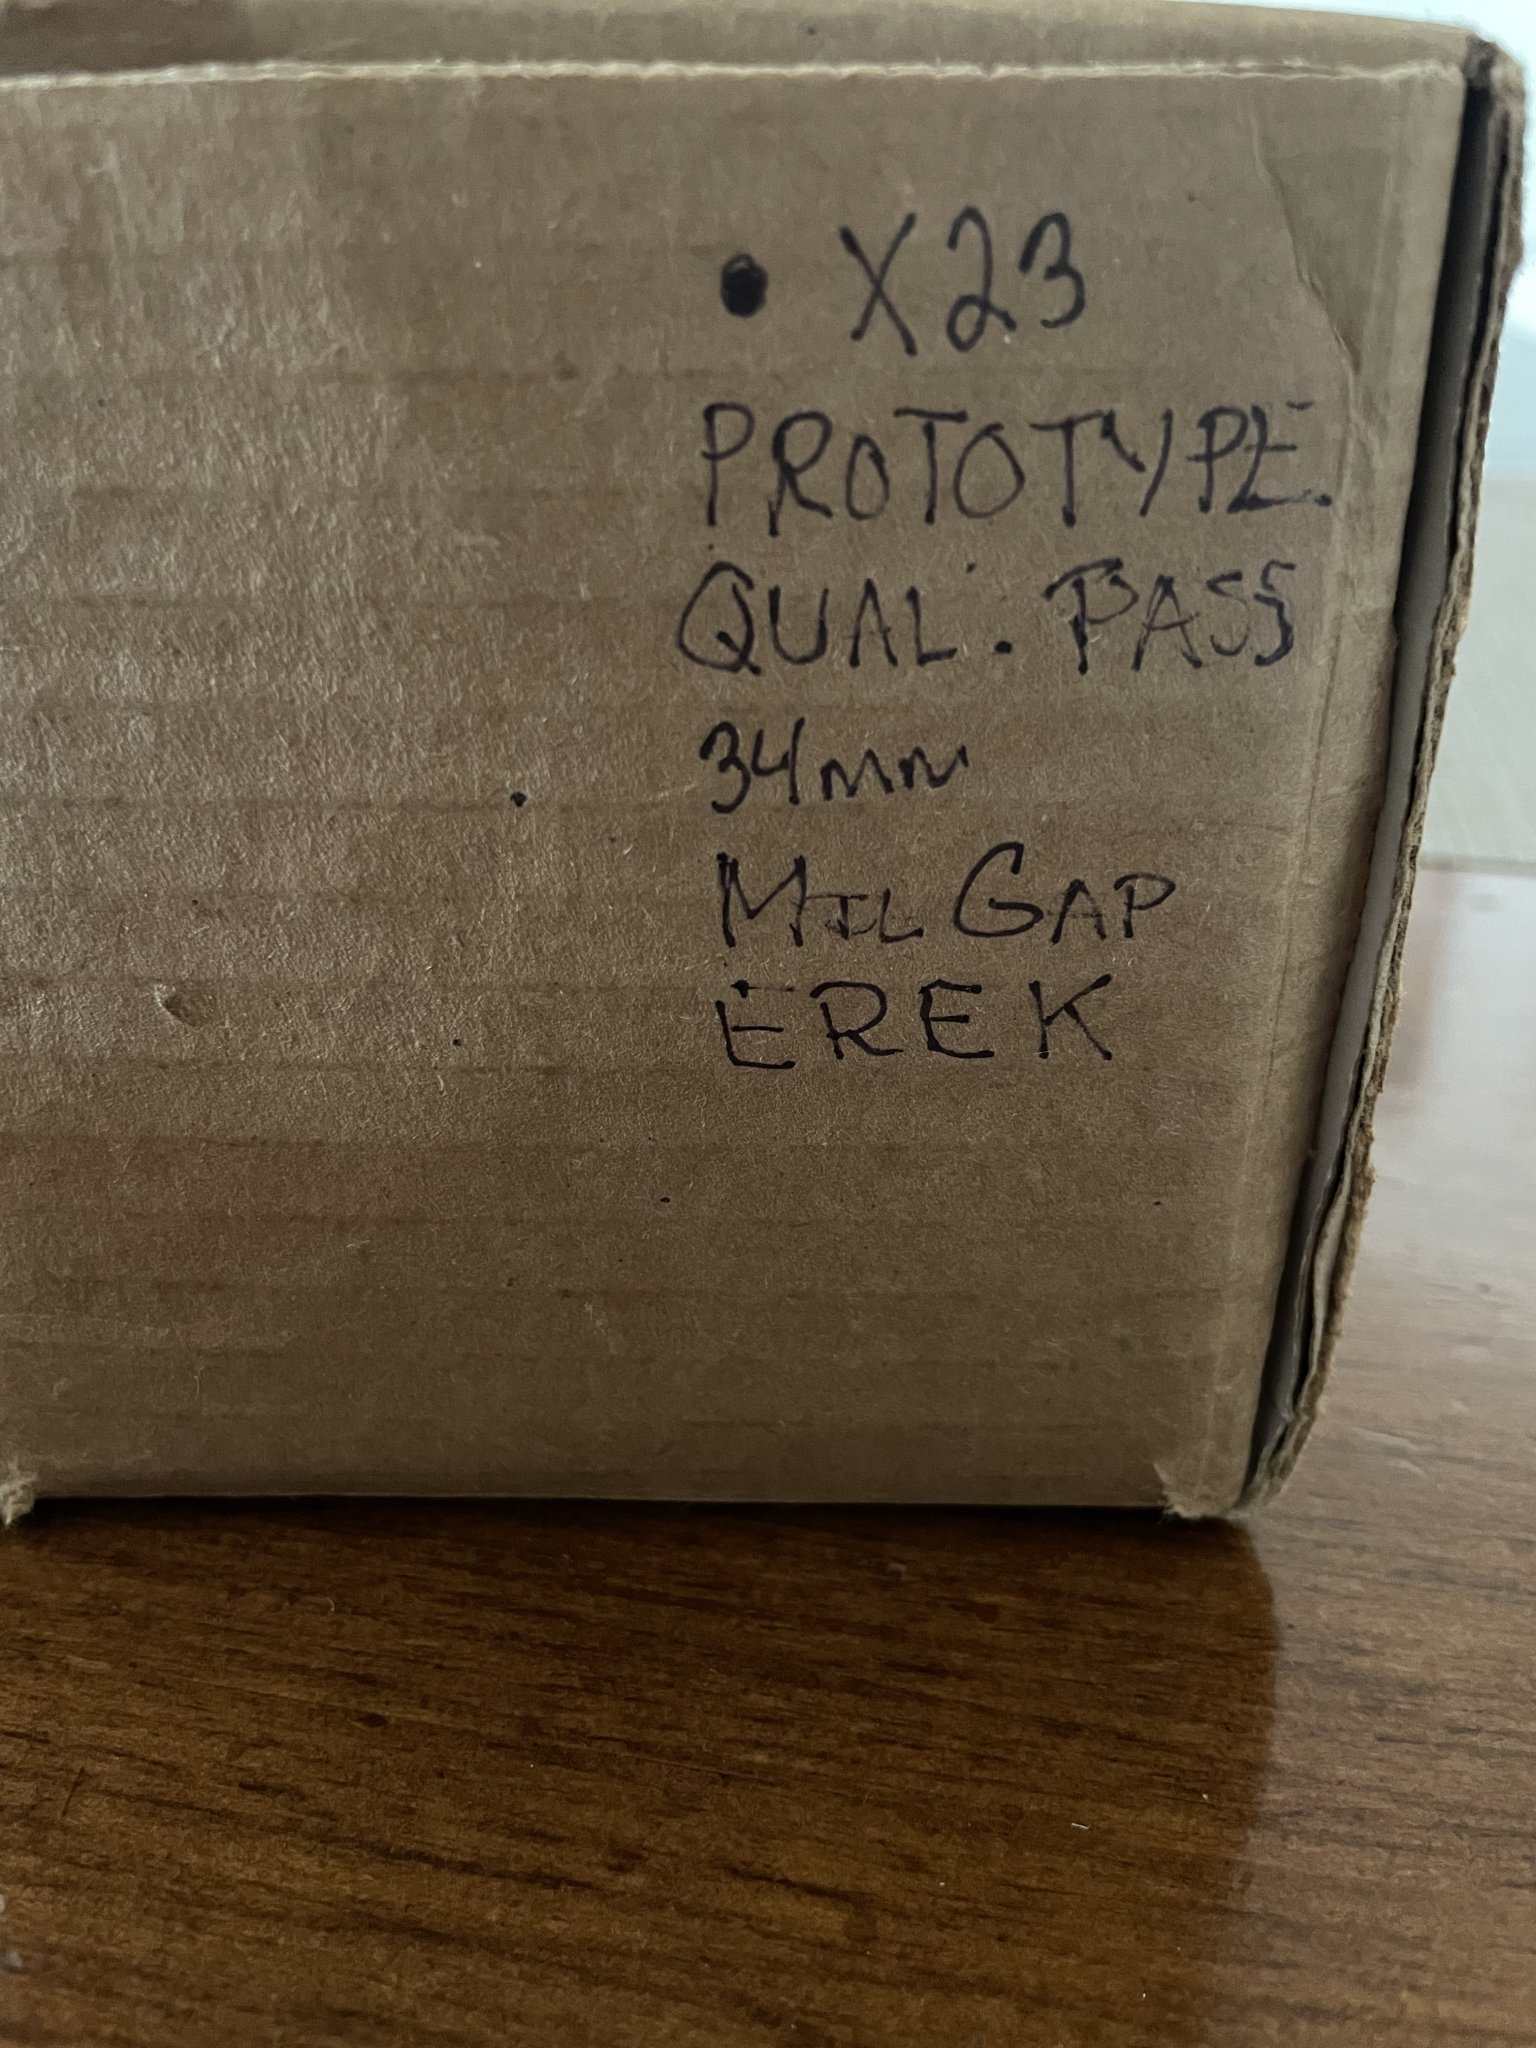 • X23
PROTOTYPE
QUAL. PASS
34mm
MIL GAP
EREK